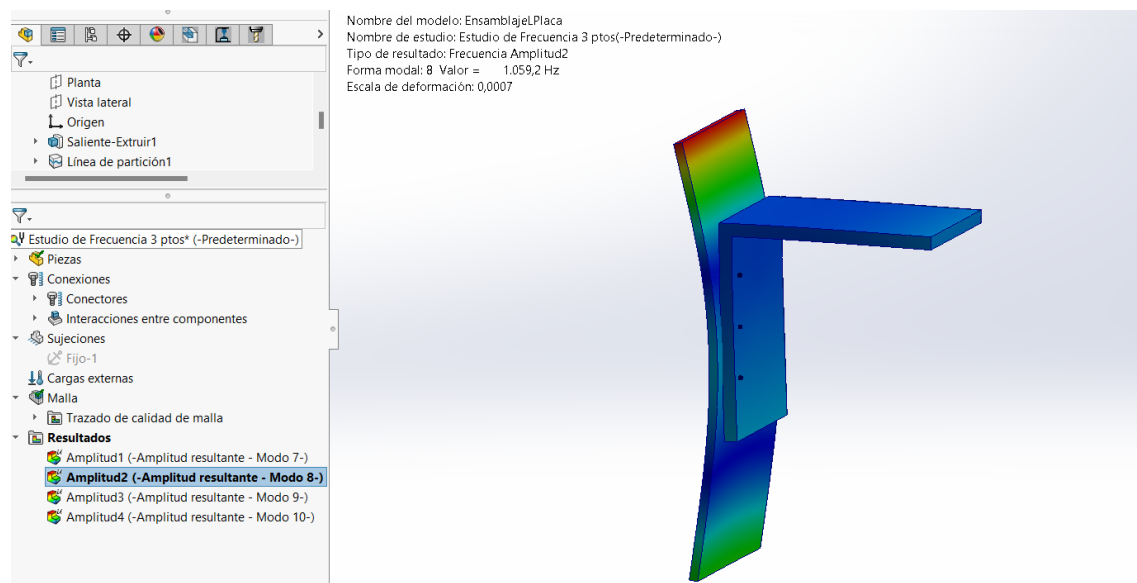 Nombre del modelo: EnsamblajeLPlaca
Nombre de estudio: Estudio de Frecuencia 3 ptos(-Predeterminado-)
Tipo de resultado: Frecuencia Amplitud2
Forma modal: 8 Valor = 1.059,2 Hz
Escala de deformación: 0,0007
Planta
Vista lateral
Origen
Saliente-Extruir1
Línea de partición1
Estudio de Frecuencia 3 ptos* (-Predeterminado-)
Piezas
Conexiones
Conectores
Interacciones entre componentes
Sujeciones
Fijo-1
Cargas externas
Malla
Trazado de calidad de malla
Resultados
Amplitud1 (-Amplitud resultante - Modo 7-)
Amplitud2 (-Amplitud resultante - Modo 8-)
Amplitud3 (-Amplitud resultante - Modo 9-)
Amplitud4 (-Amplitud resultante - Modo 10-)